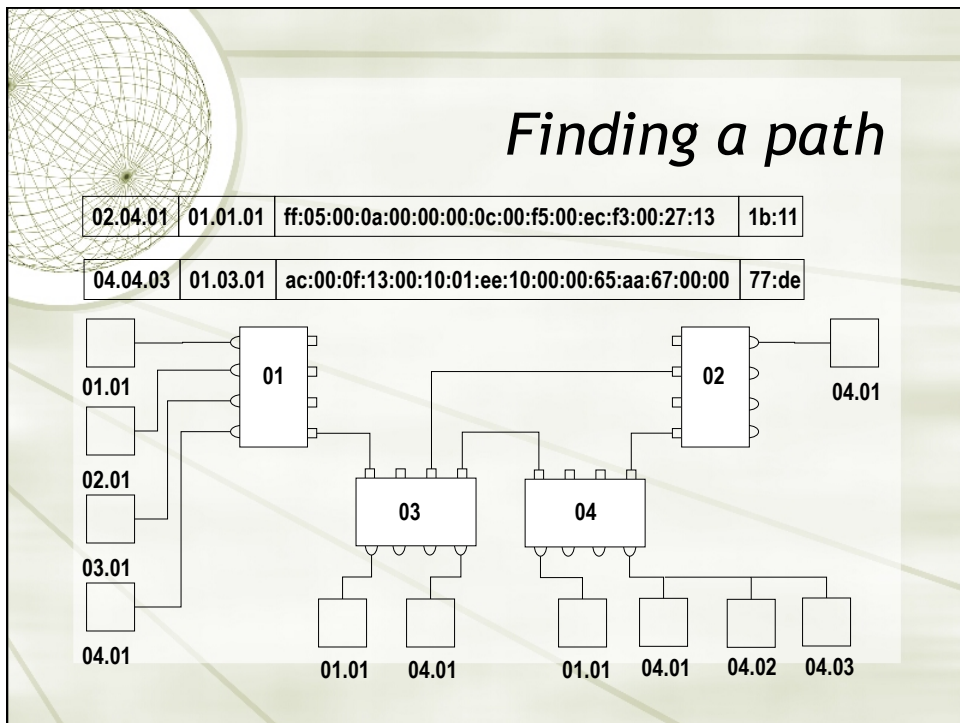 Finding a path
02.04.01 01.01.01 ff:05:00:0a:00:00:00:0c:00:f5:00:ec:f3:00:27:13 1b:11
04.04.03 01.03.01 ac:00:0f:13:00:10:01:ee:10:00:00:65:aa:67:00:00 77:de
01 02
01.01 04.01
02.01
03 04
03.01
04.01
01.01 04.01 01.01 04.01 04.02 04.03